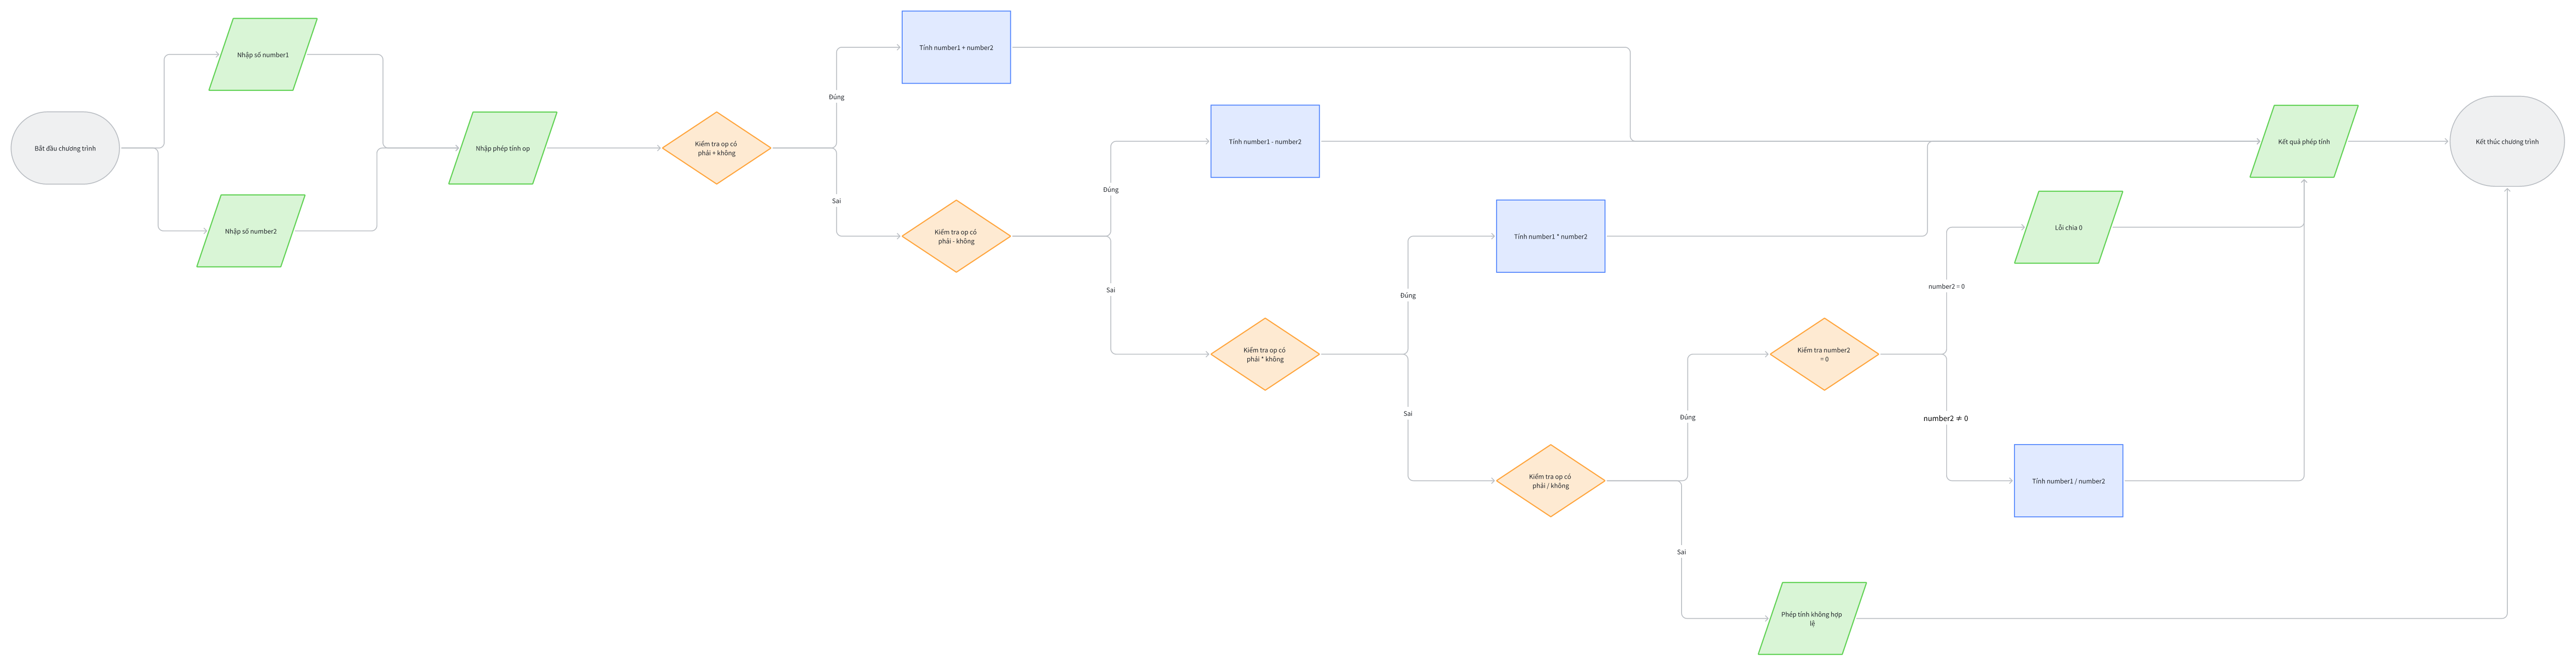 Bắt đầu chương trình
Nhập số number1
Nhập số number2
Nhập phép tính op
Kiểm tra op có
phải + không
Đúng
Sai
Tính number1 + number2
Kiểm tra op có
phải - không
Đúng
Sai
Tính number1 - number2
Kiểm tra op có
phải * không
Đúng
Sai
Tính number1 * number2
Kiểm tra op có
phải / không
Đúng
Sai
Kiểm tra number2
= 0
number2 = 0
number2 ≠ 0
Lỗi chia 0
Tính number1 / number2
Phép tính không hợp
lệ
Kết quả phép tính
Kết thúc chương trình